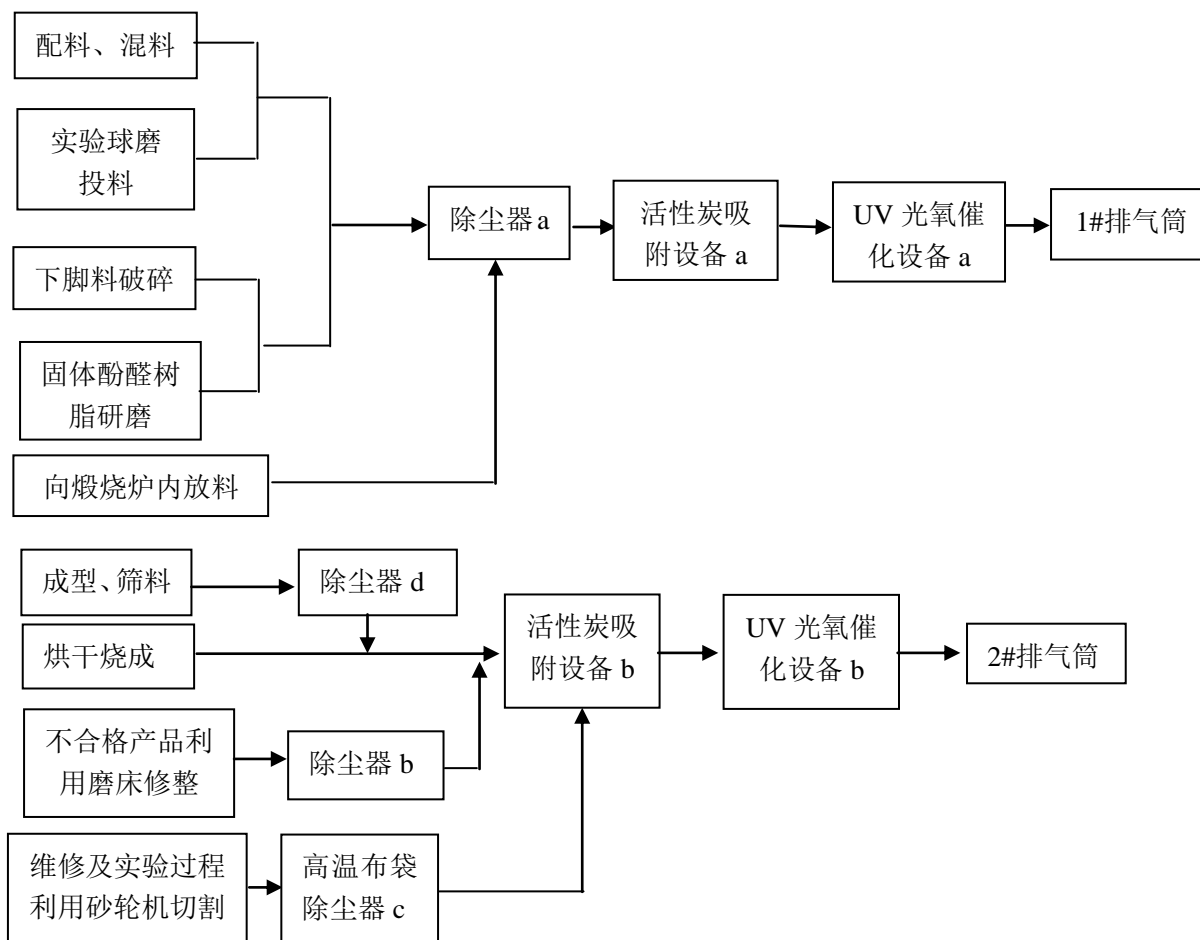 配料、混料
实验球磨
投料
下脚料破碎
固体酚醛树
脂研磨
向煅烧炉内放料
除尘器 a
活性炭吸
附设备 a
UV 光氧催
化设备 a
1#排气筒
成型、筛料
除尘器 d
烘干烧成
不合格产品利
用磨床修整
除尘器 b
维修及实验过程
利用砂轮机切割
高温布袋
除尘器 c
活性炭吸
附设备 b
UV 光氧催
化设备 b
2#排气筒